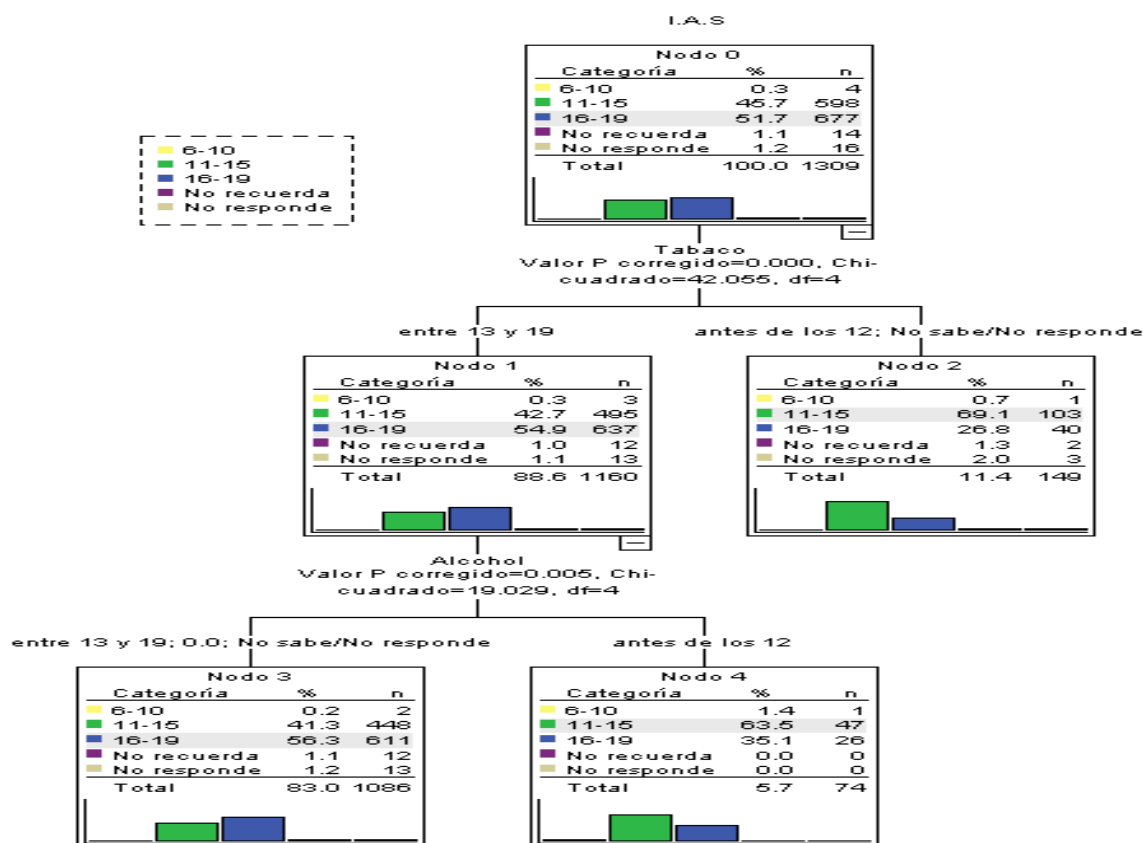 I.A.S
Nodo 0
Categoría % n
6-10 0.3 4
11-15 45.7 598
16-19 51.7 677
No recuerda 1.1 14
No responde 1.2 16
Total 100.0 1309
6-10
11-15
16-19
No recuerda
No responde
Tabaco
Valor P corregido=0.000, Chi-
cuadrado=42.055, df=4
entre 13 y 19
antes de los 12; No sabe/No responde
Nodo 1
Categoría % n
6-10 0.3 3
11-15 42.7 495
16-19 54.9 637
No recuerda 1.0 12
No responde 1.1 13
Total 88.6 1160
Nodo 2
Categoría % n
6-10 0.7 1
11-15 69.1 103
16-19 26.8 40
No recuerda 1.3 2
No responde 2.0 3
Total 11.4 149
Alcohol
Valor P corregido=0.005, Chi-
cuadrado=19.029, df=4
entre 13 y 19; 0.0; No sabe/No responde
antes de los 12
Nodo 3
Categoría % n
6-10 0.2 2
11-15 41.3 448
16-19 56.3 611
No recuerda 1.1 12
No responde 1.2 13
Total 83.0 1086
Nodo 4
Categoría % n
6-10 1.4 1
11-15 63.5 47
16-19 35.1 26
No recuerda 0.0 0
No responde 0.0 0
Total 5.7 74